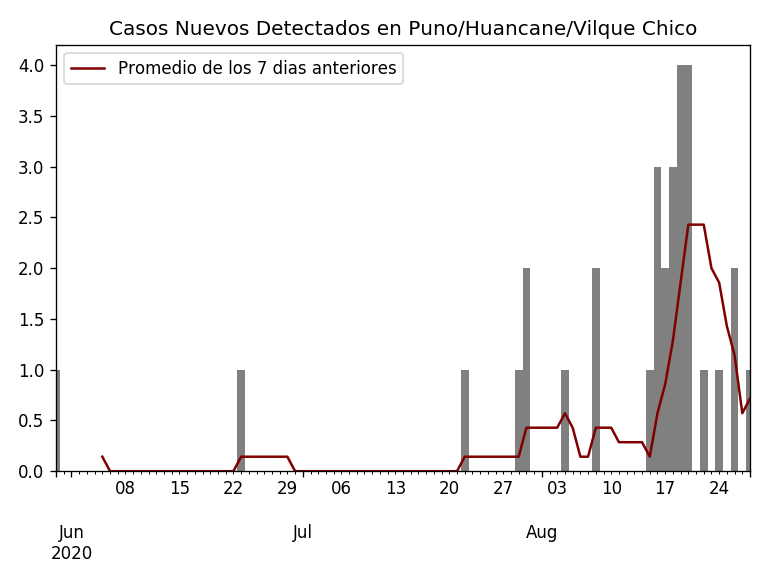 Casos Nuevos Detectados en Puno/Huancane/Vilque Chico
Promedio de los 7 dias anteriores
4.0
3.5
3.0
2.5
2.0
1.5
1.0
0.5
0.0
08 15 22 29 06 13 20 27 03 10 17 24
Jun Jul Aug
2020